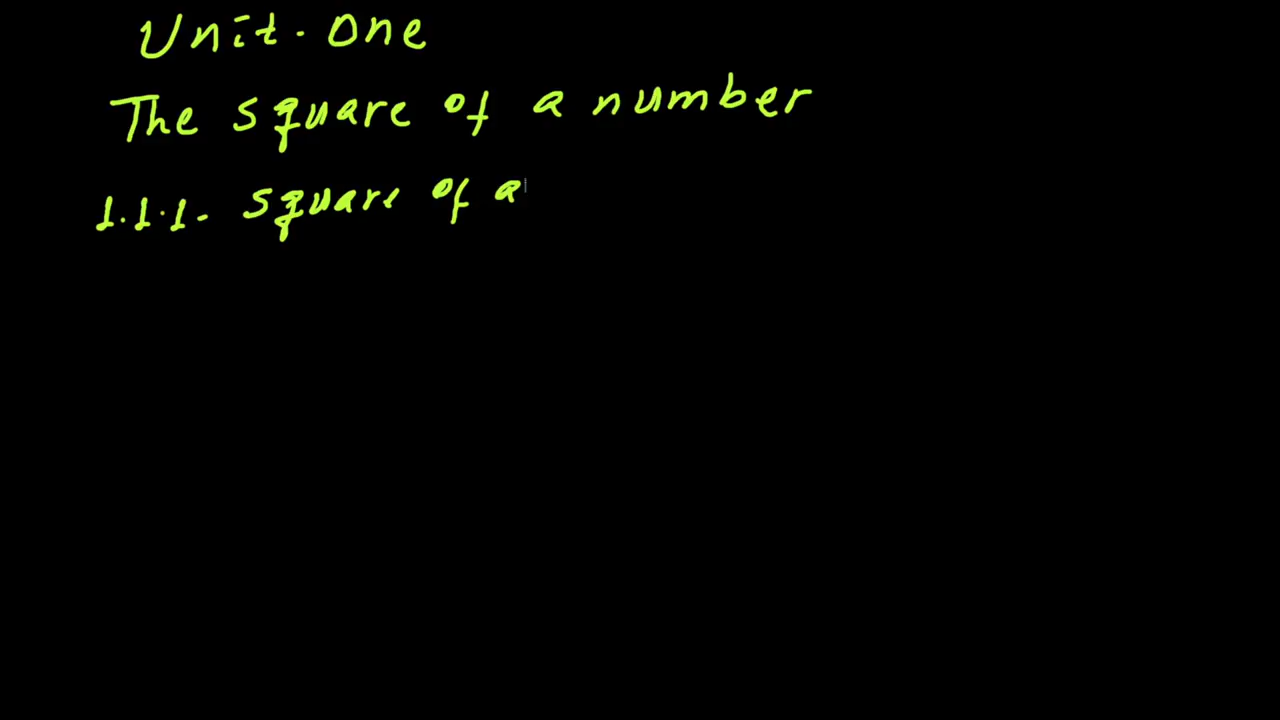 Unit. One
The square of a number
1.1.1. square of a